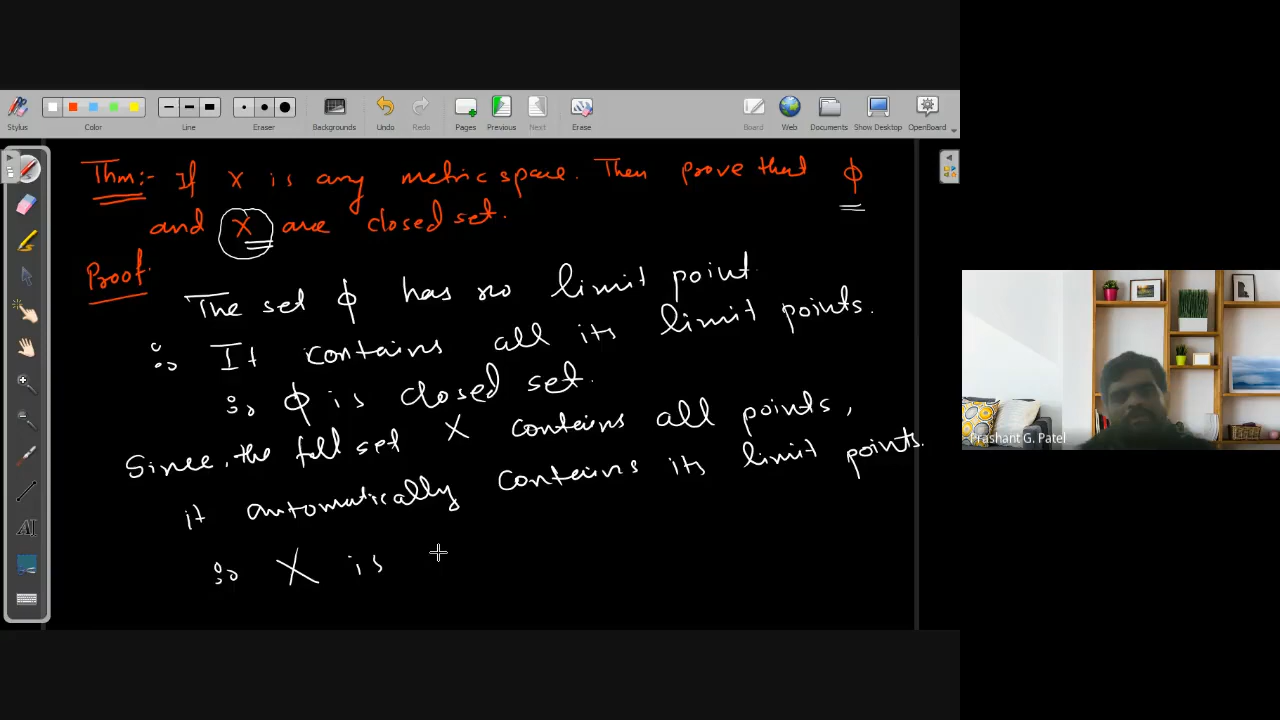 Stylus
Color
Line
Eraser
Backgrounds
Undo
Redo
Pages
Previous
Next
Erase
Board
Web
Documents
Show Desktop
OpenBoard
Thm:- If X is any metric space. Then prove that ϕ
and X are closed set.
Proof
The set ϕ has no limit point.
∴ It contains all its limit points.
∴ ϕ is closed set.
Since, the full set X contains all points,
it automatically contains its limit points.
∴ X is
Prashant G. Patel